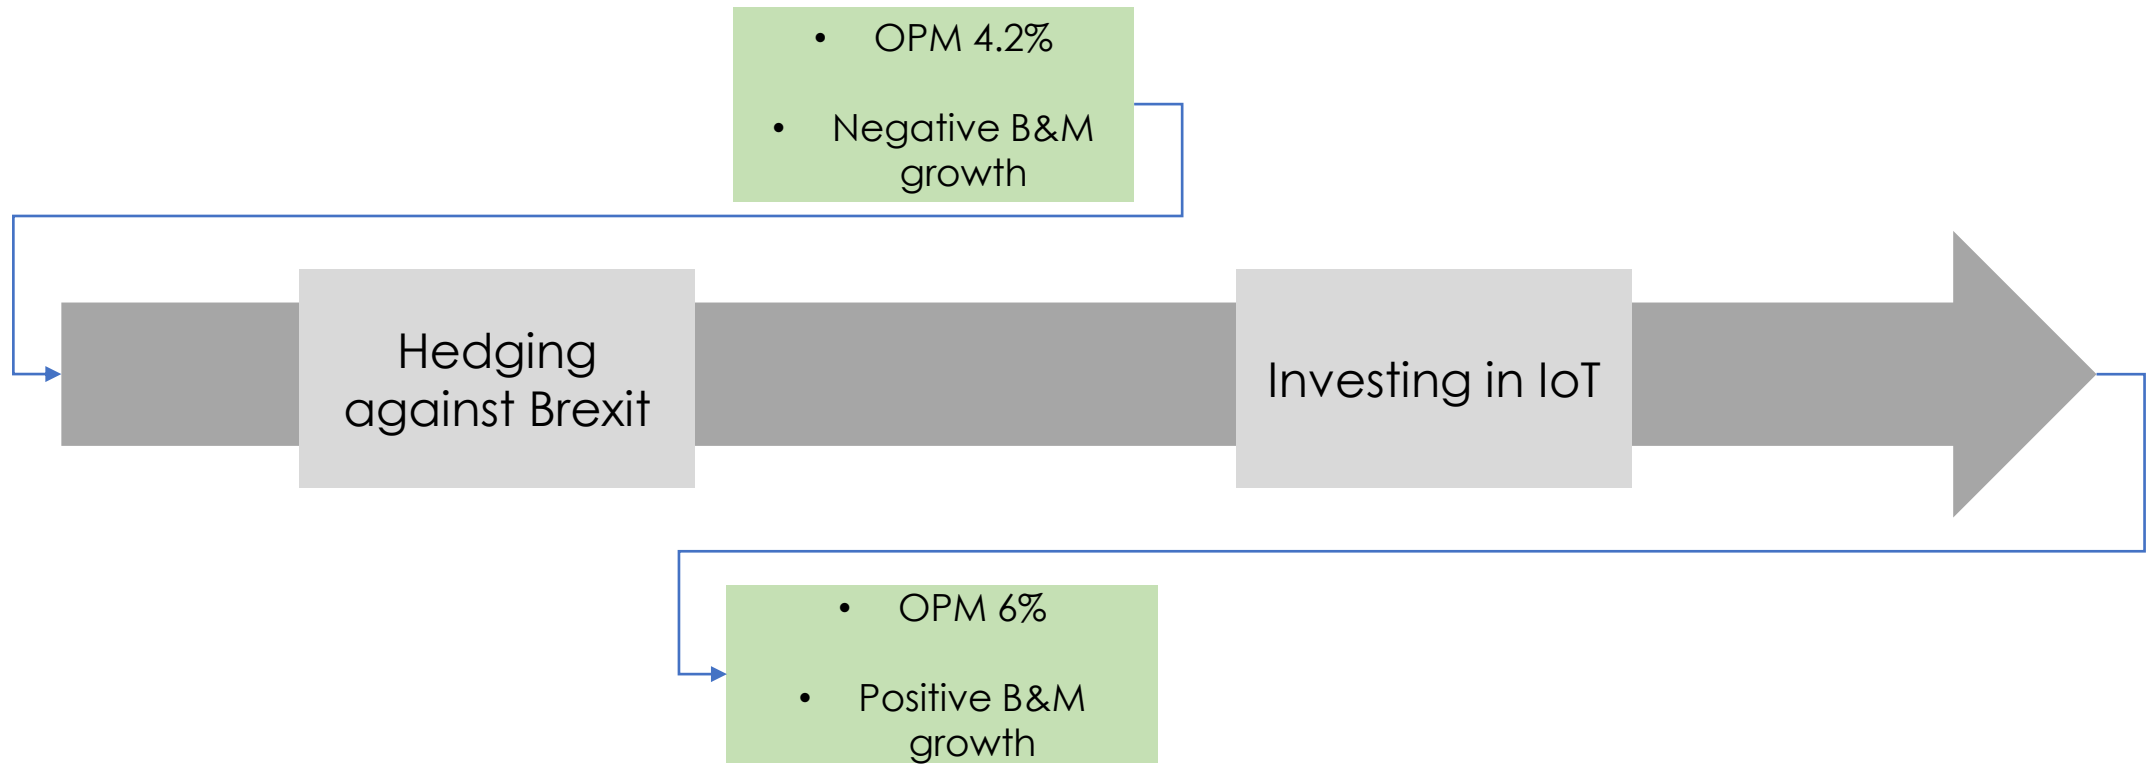 • OPM 4.2%
• Negative B&M
growth
Hedging
against Brexit
Investing in IoT
• OPM 6%
• Positive B&M
growth